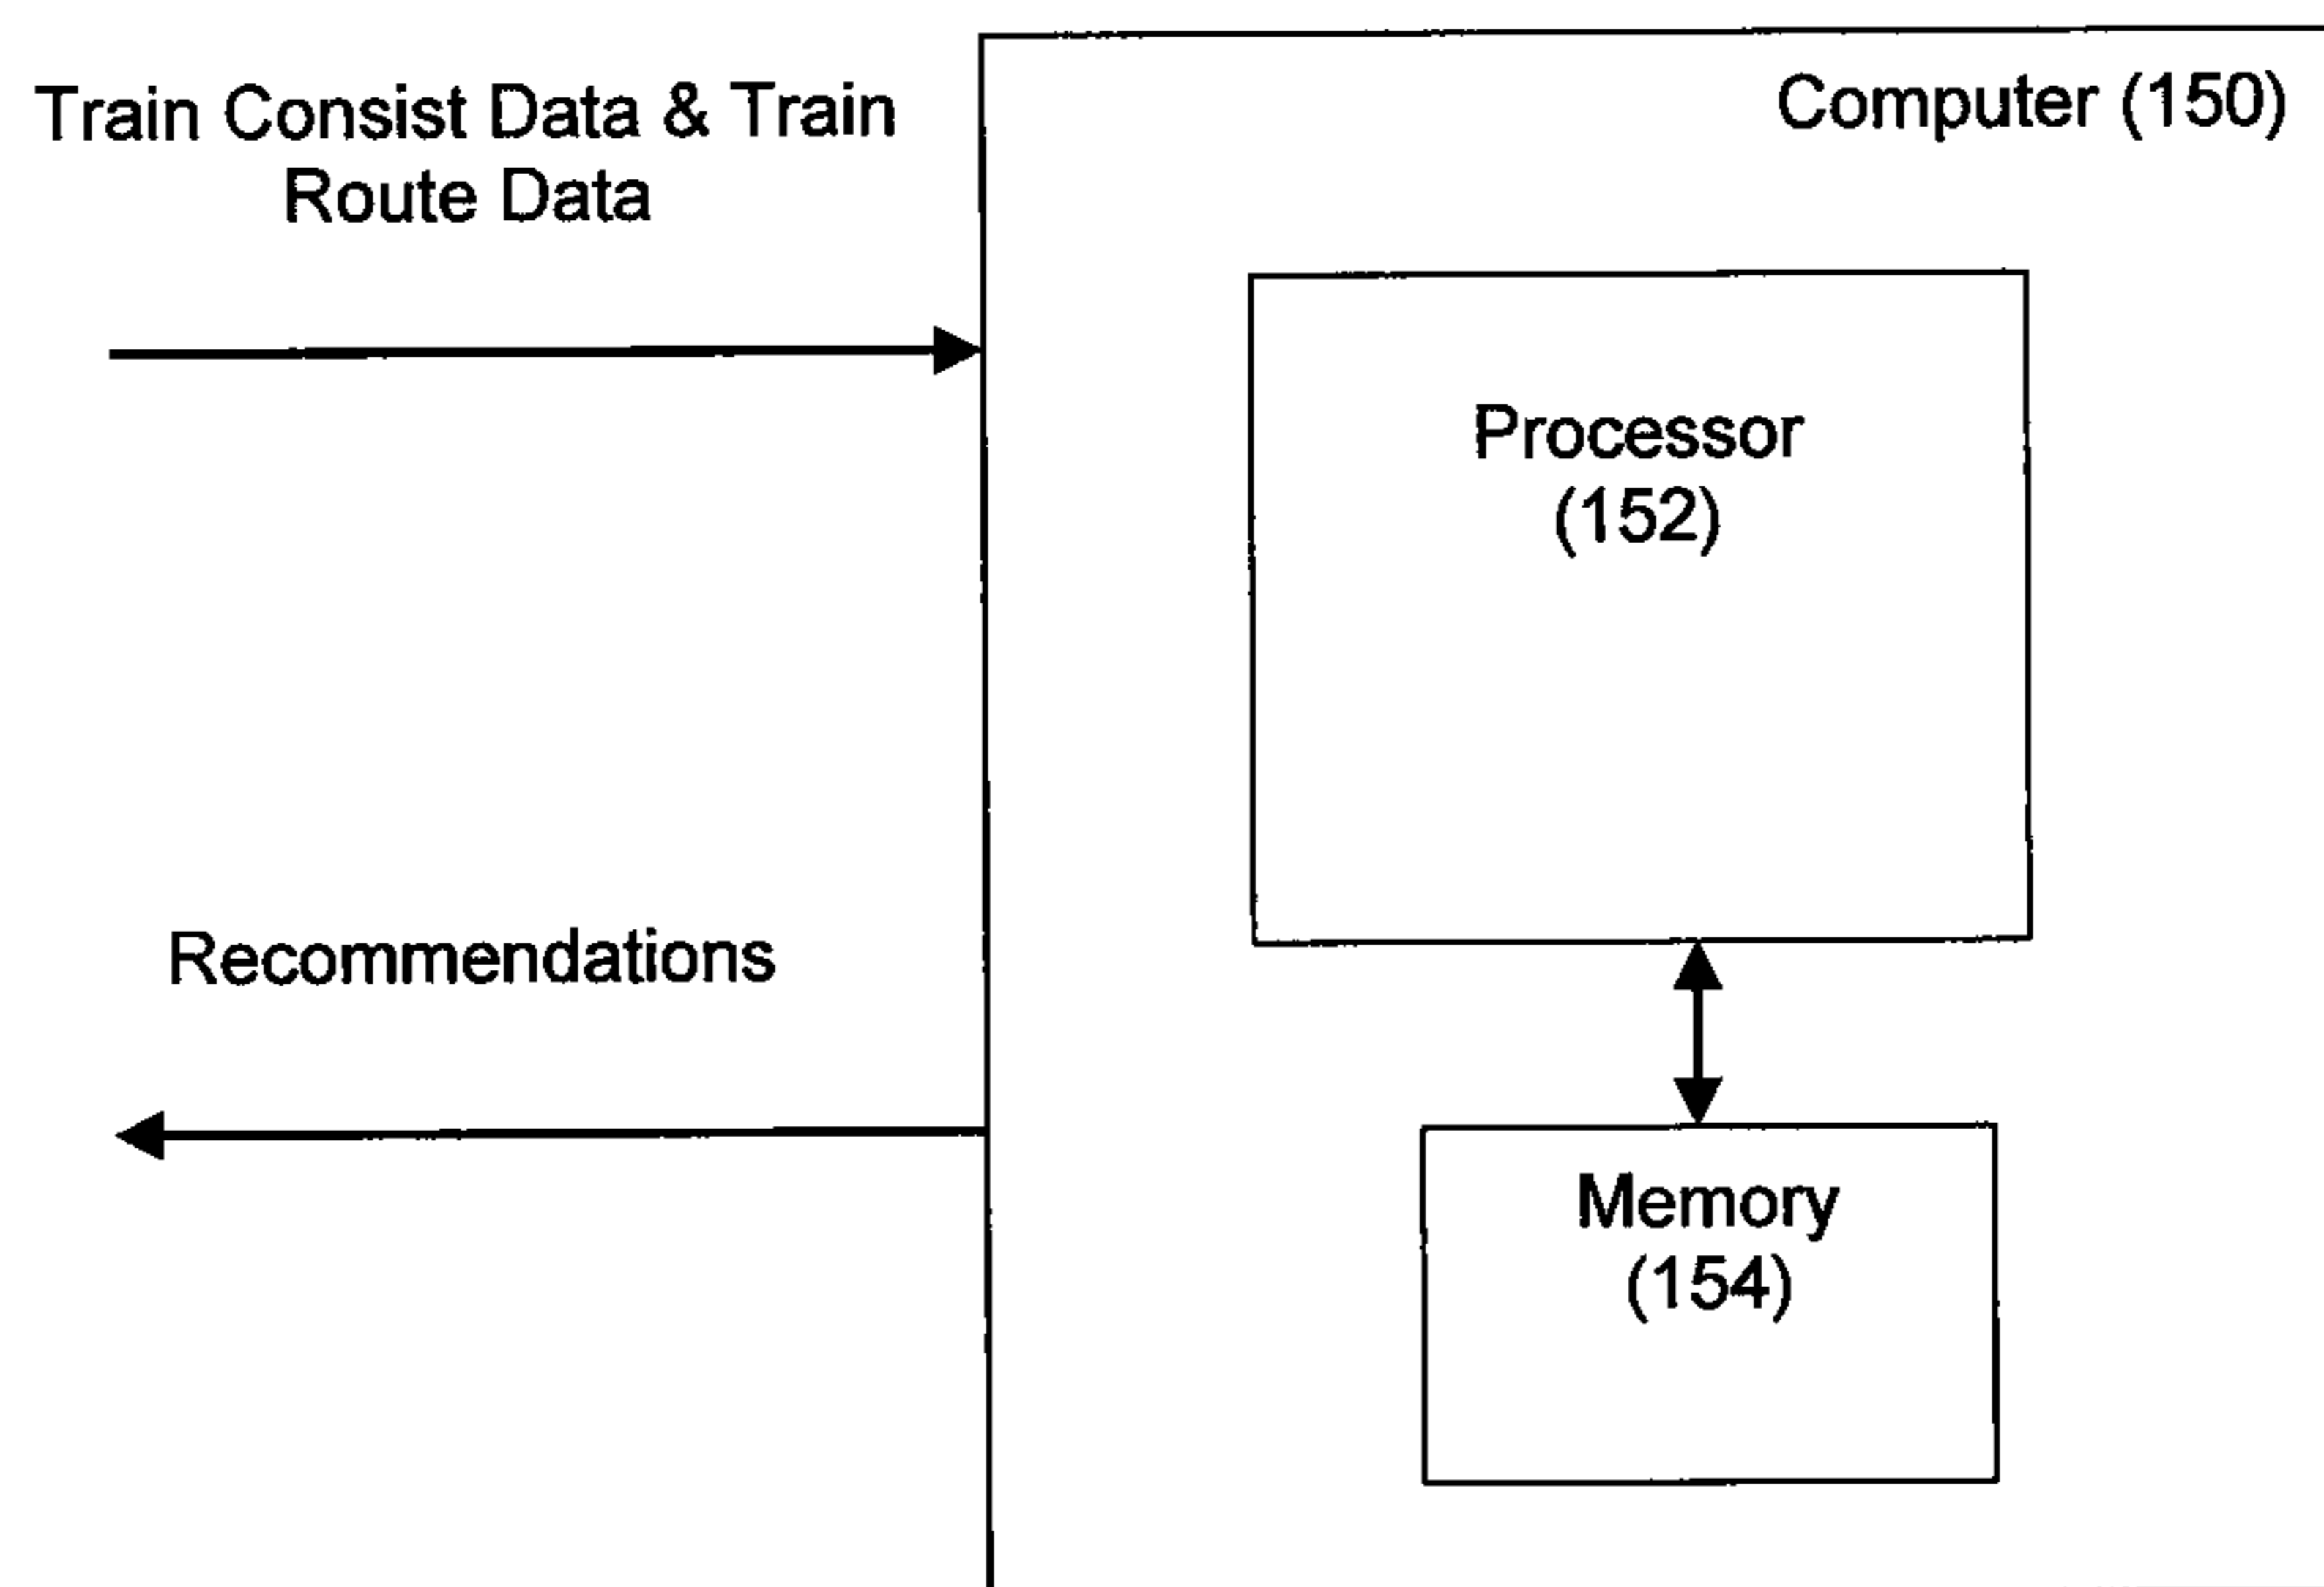 Train Consist Data & Train
Route Data
Computer (150)
Processor
(152)
Recommendations
Memory
(154)